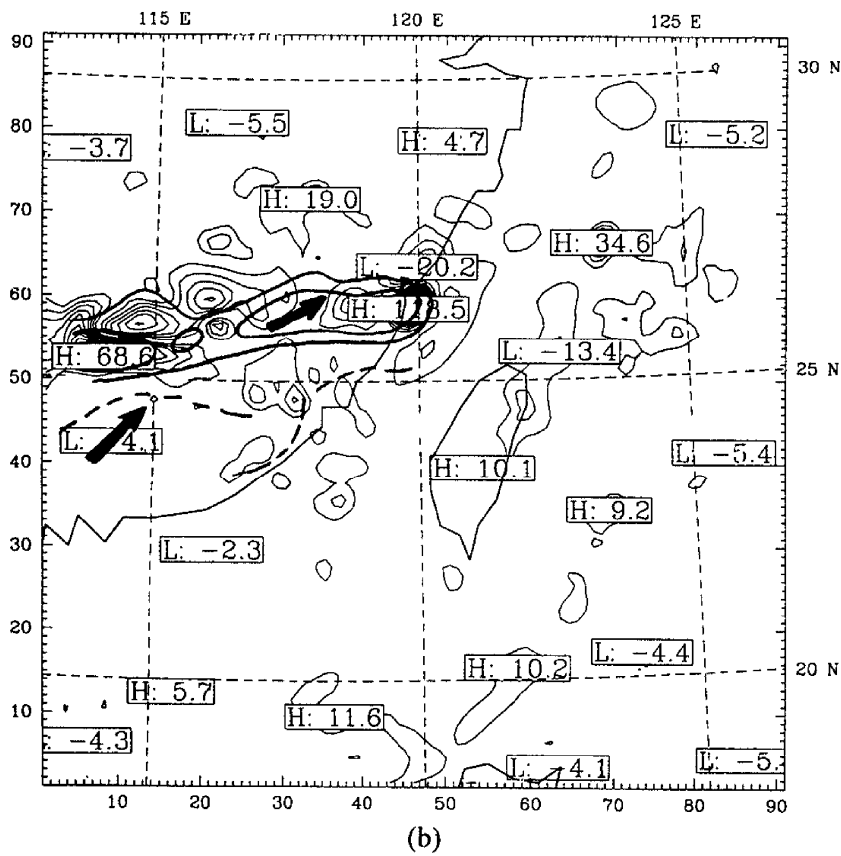 115 E 120 E 125 E
90
30 N
80
L: -5.5
H: 4.7
L: -5.2
-3.7
70
H: 19.0
H: 34.6
L: -20.2
60
H: 113.5
H: 68.6
L: -13.4
25 N
50
L: -4.1
L: -5.4
40
H: 10.1
H: 9.2
30
L: -2.3
20
L: -4.4
H: 10.2
20 N
H: 5.7
10
H: 11.6
-4.3
L: -4.1
L: -5.
10 20 30 40 50 60 70 80 90
(b)